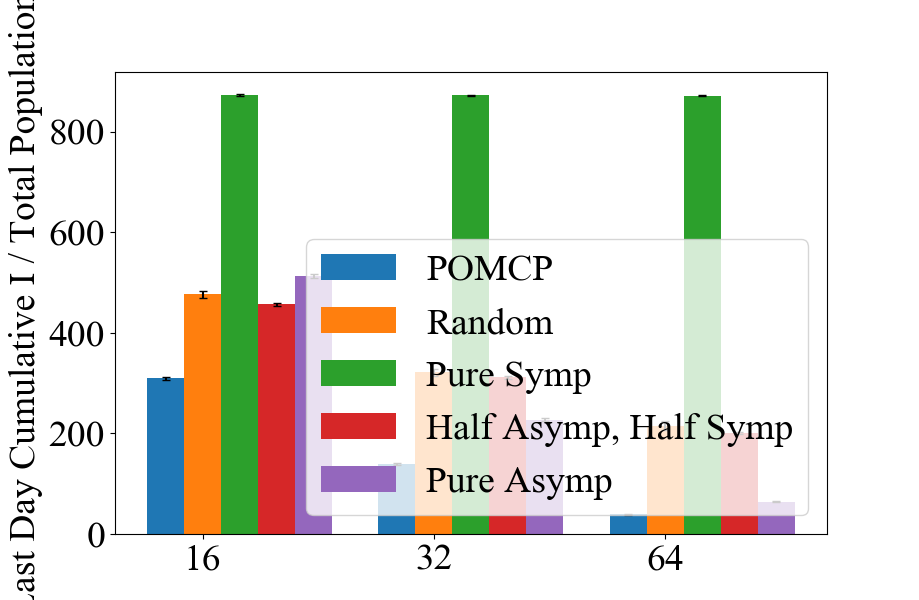 Last Day Cumulative I / Total Population
800
600
400
200
0
16
32
64
POMCP
Random
Pure Symp
Half Asymp, Half Symp
Pure Asymp